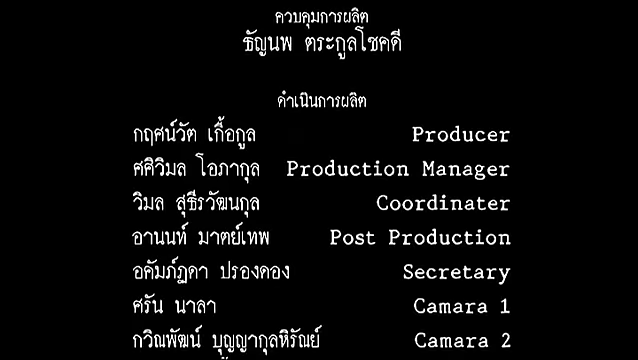 ควบคุมการผลิต
ธัญนพ ตระกูลโชคดี
ดำเนินการผลิต
กฤศน์วัต เกื้อกูล Producer
ศศิวิมล โอภากุล Production Manager
วิมล สุธีรวัฒนกุล Coordinater
อานนท์ มาตย์เทพ Post Production
อคัมภ์ฏดา ปรองดอง Secretary
ศรัน นาลา Camara 1
กวิณพัฒน์ บุญญากุลหิรัณย์ Camara 2